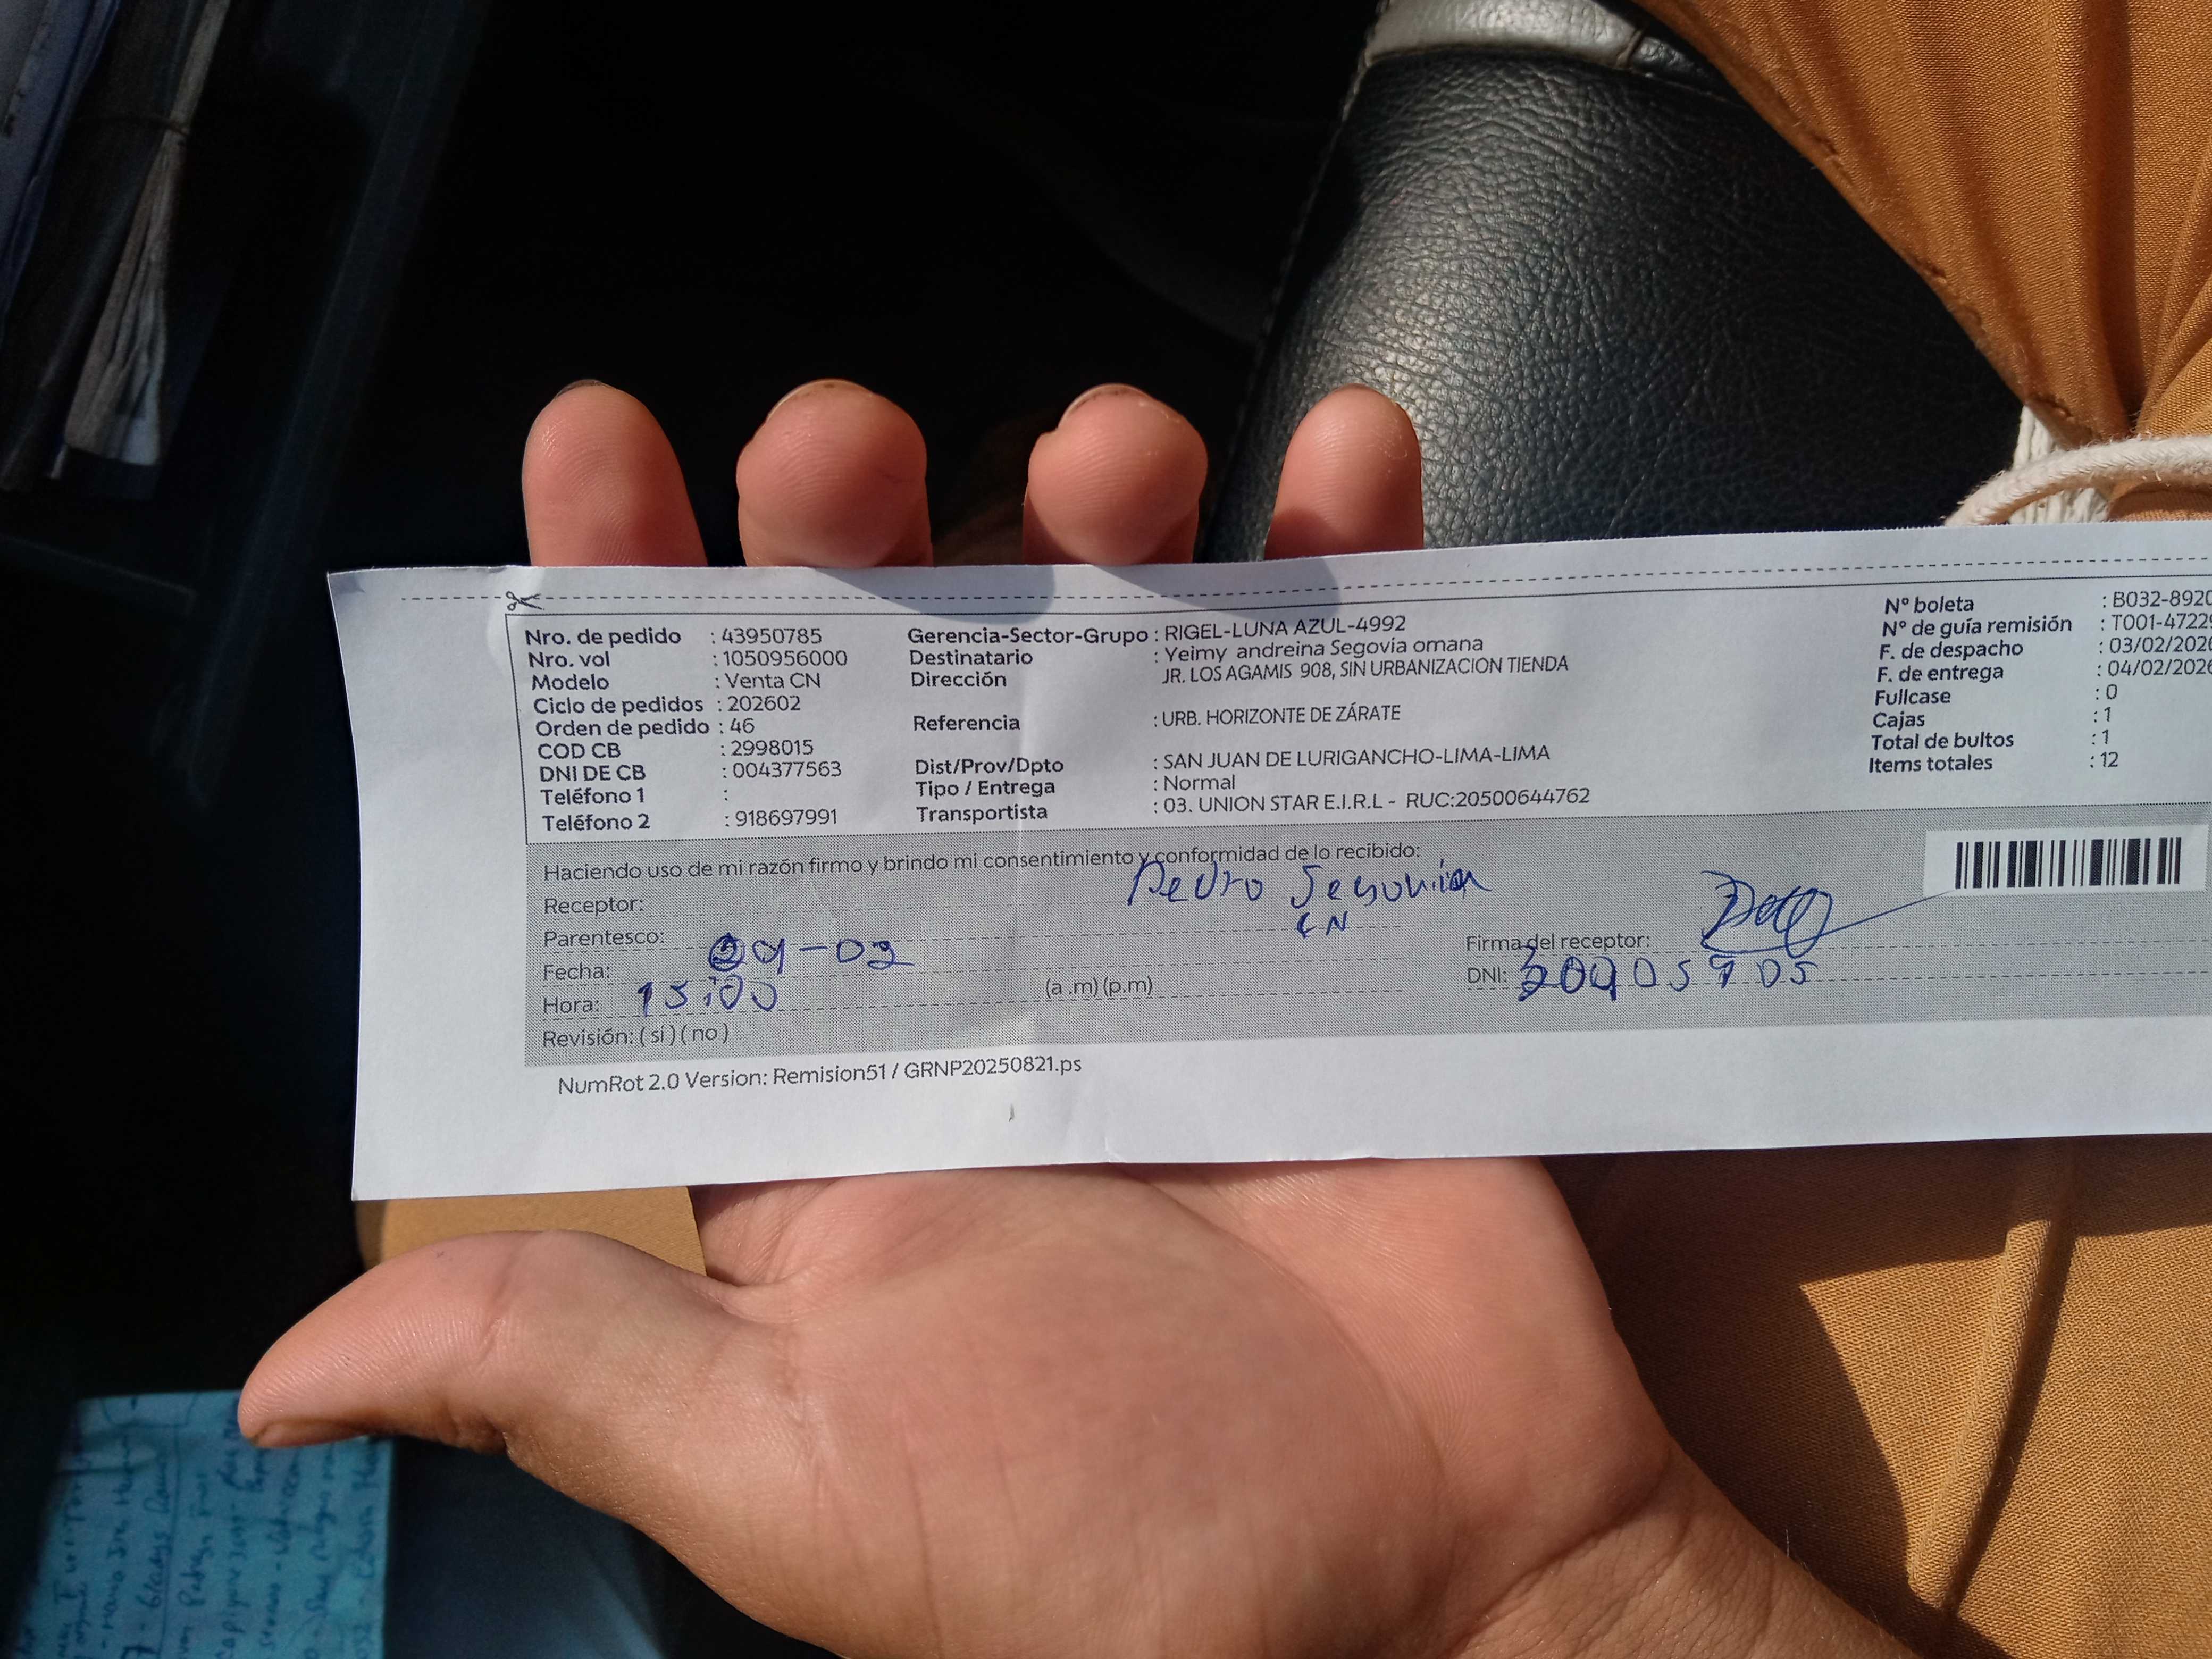 Nro. de pedido : 43950785
Nro. vol : 1050956000
Modelo : Venta CN
Ciclo de pedidos : 202602
Orden de pedido : 46
COD CB : 2998015
DNI DE CB : 004377563
Teléfono 1 :
Teléfono 2 : 918697991
Gerencia-Sector-Grupo : RIGEL-LUNA AZUL-4992
Destinatario : Yeimy andreina Segovia omana
Dirección JR. LOS AGAMIS 908, SIN URBANIZACION TIENDA
Referencia : URB. HORIZONTE DE ZÁRATE
Dist/Prov/Dpto : SAN JUAN DE LURIGANCHO-LIMA-LIMA
Tipo / Entrega : Normal
Transportista : 03. UNION STAR E.I.R.L - RUC:20500644762
Nº boleta : B032-8920
Nº de guía remisión : T001-4722
F. de despacho : 03/02/202
F. de entrega : 04/02/202
Fullcase : 0
Cajas : 1
Total de bultos : 1
Items totales : 12
Haciendo uso de mi razón firmo y brindo mi consentimiento y conformidad de lo recibido:
Receptor: Pedro Segovia
Parentesco: CN
Fecha: 04-02
Hora: 15:00 (a .m) (p.m)
Revisión: ( si ) ( no )
Firma del receptor:
DNI:
NumRot 2.0 Version: Remision51 / GRNP20250821.ps